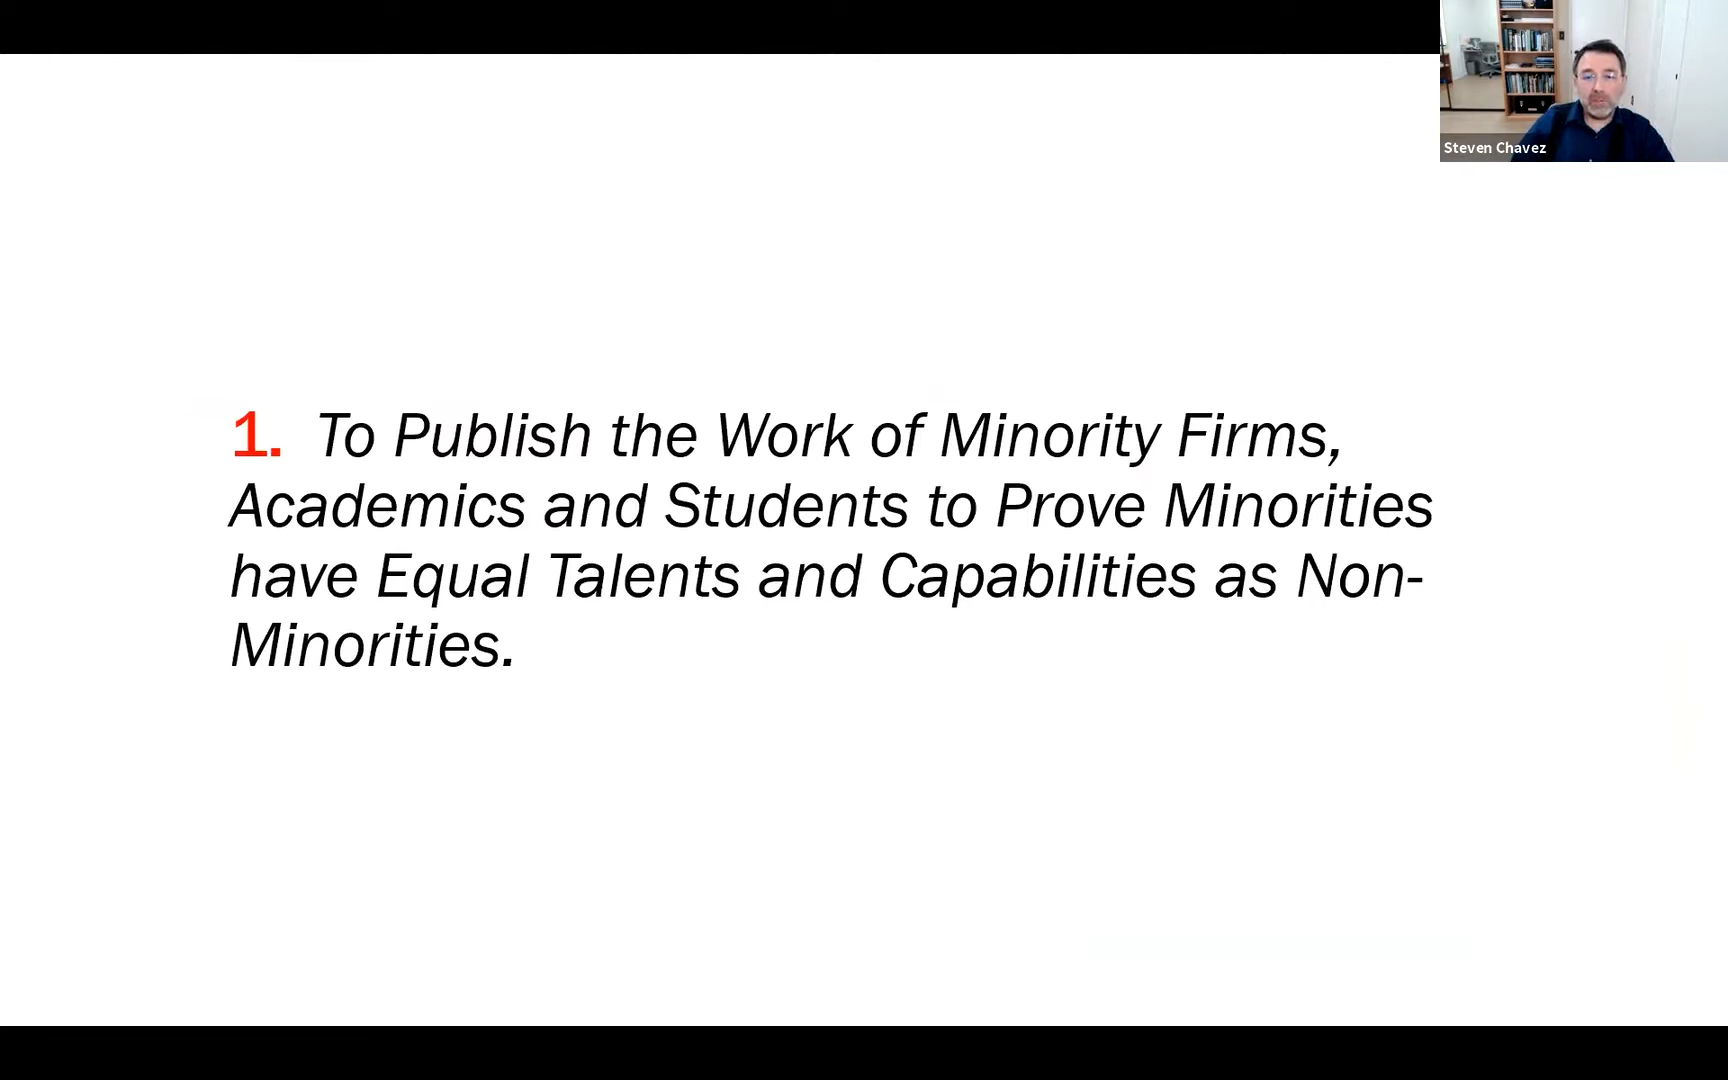 Steven Chavez
1. To Publish the Work of Minority Firms,
Academics and Students to Prove Minorities
have Equal Talents and Capabilities as Non-
Minorities.